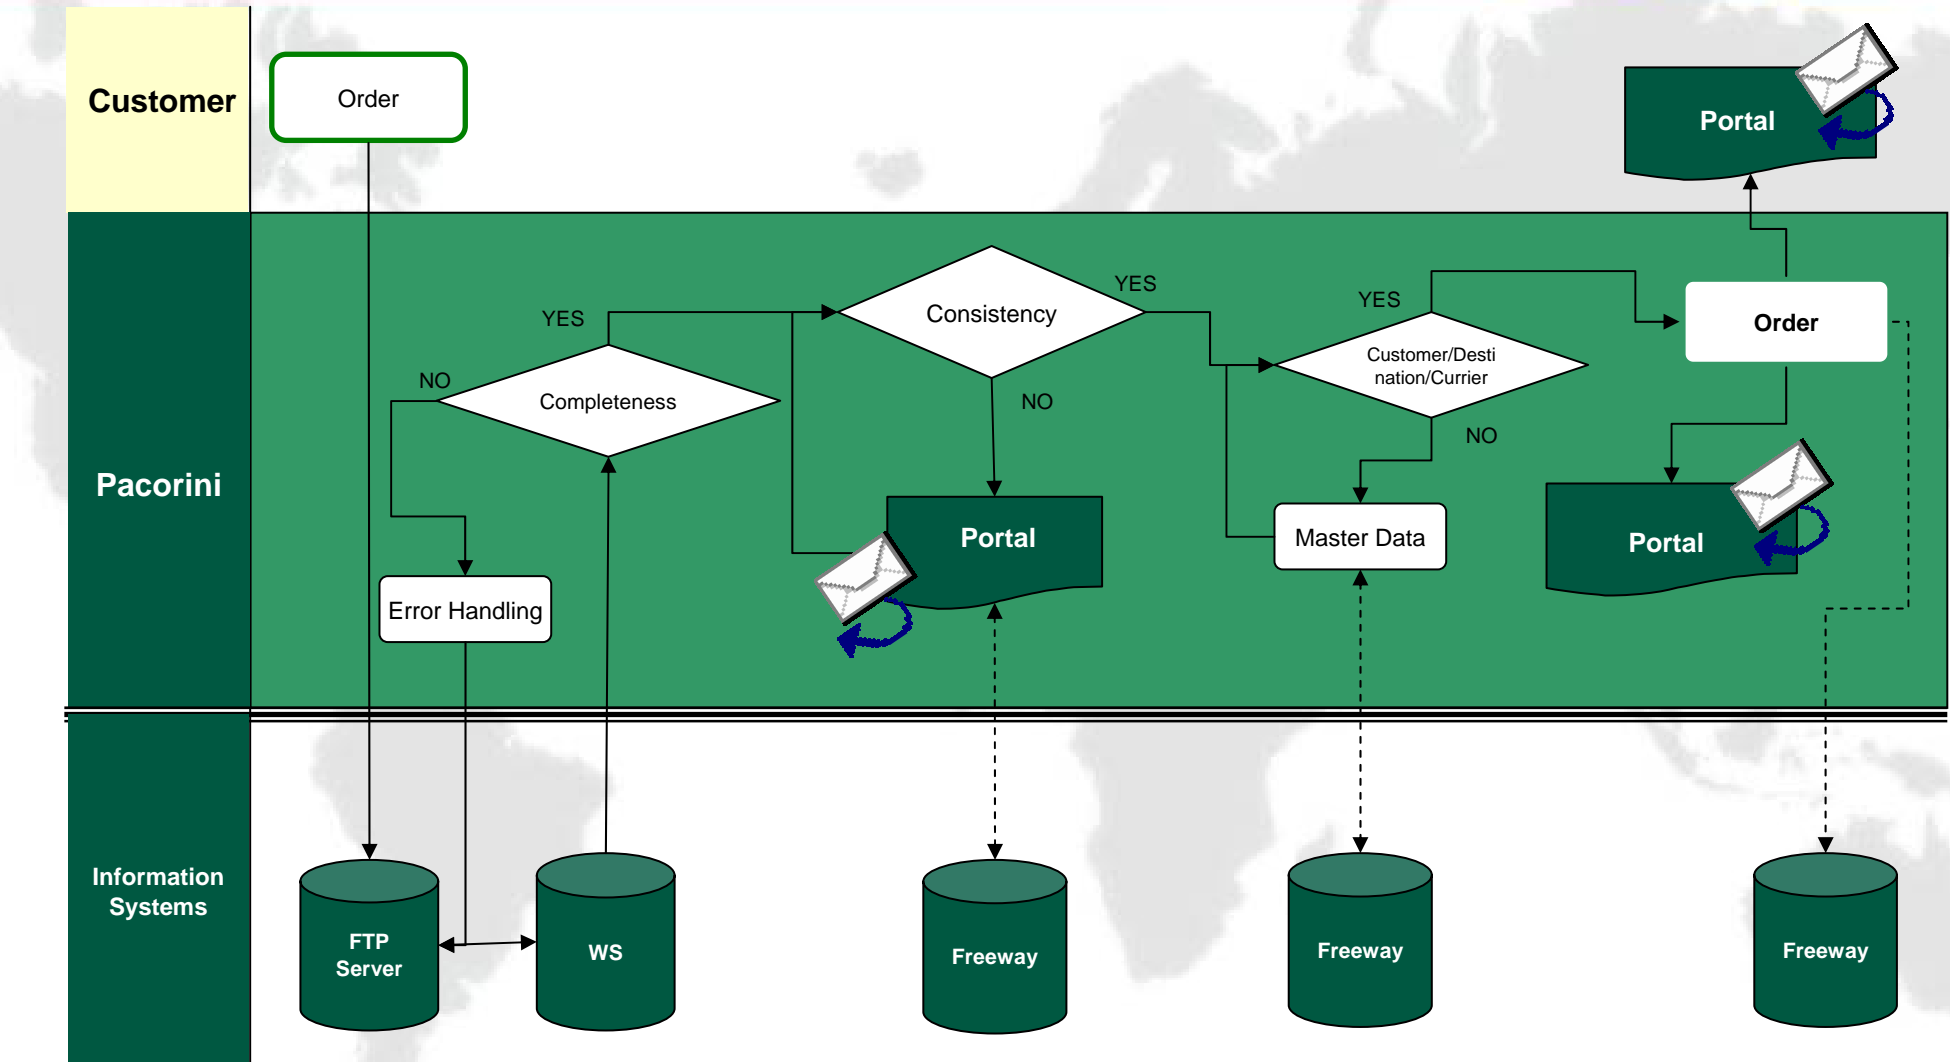 Customer
Order
Portal
Pacorini
YES
NO
Completeness
Error Handling
Consistency
YES
NO
Portal
YES
Customer/Desti
nation/Currier
NO
Master Data
Order
Portal
Information
Systems
FTP
Server
WS
Freeway
Freeway
Freeway